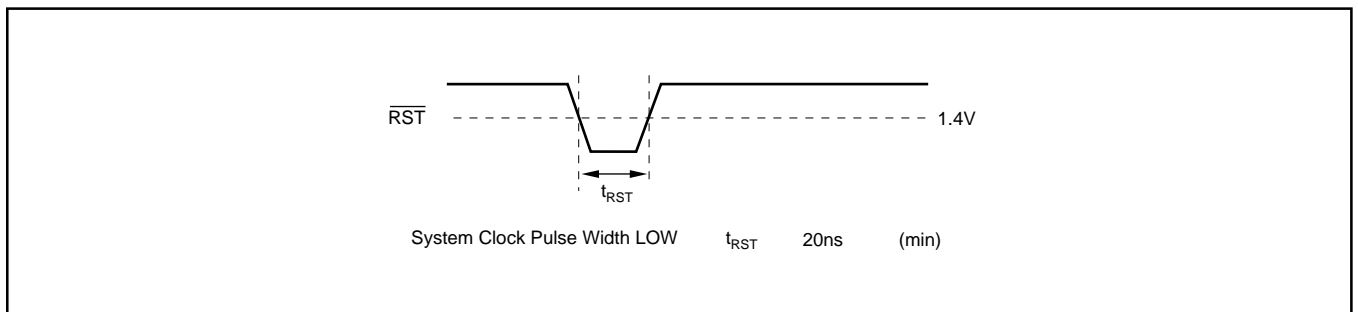 RST
1.4V
tRST
System Clock Pulse Width LOW tRST 20ns (min)